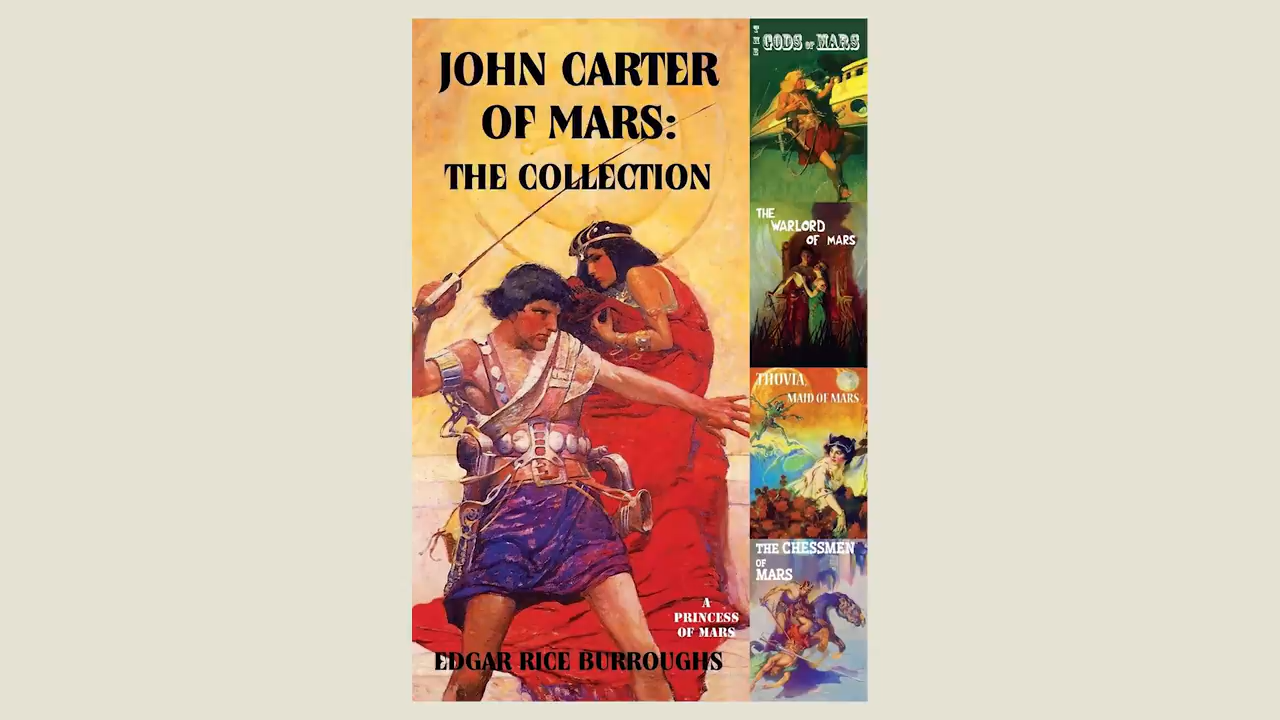 JOHN CARTER
OF MARS:
THE COLLECTION
A
PRINCESS
OF MARS
EDGAR RICE BURROUGHS
THE
GODS OF MARS
THE
WARLORD
OF MARS
THUVIA,
MAID OF MARS
THE CHESSMEN
OF
MARS